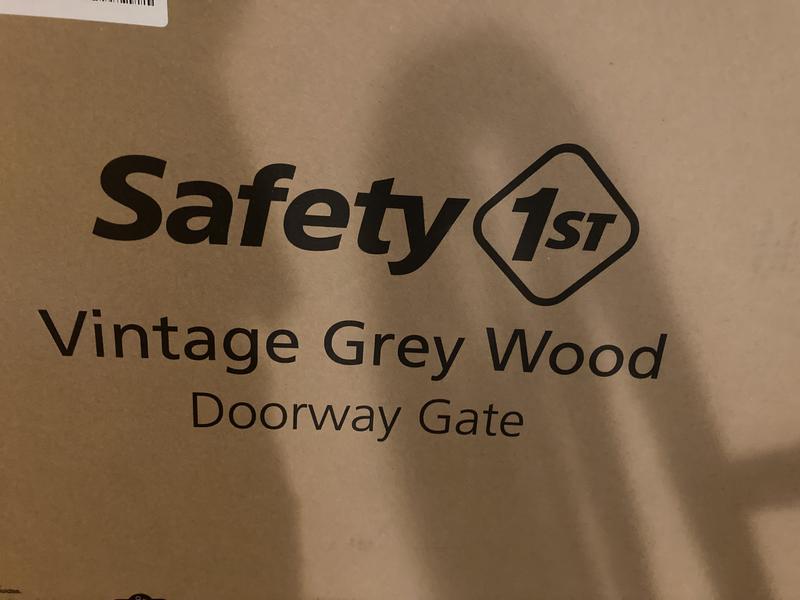 Safety 1ST
Vintage Grey Wood
Doorway Gate